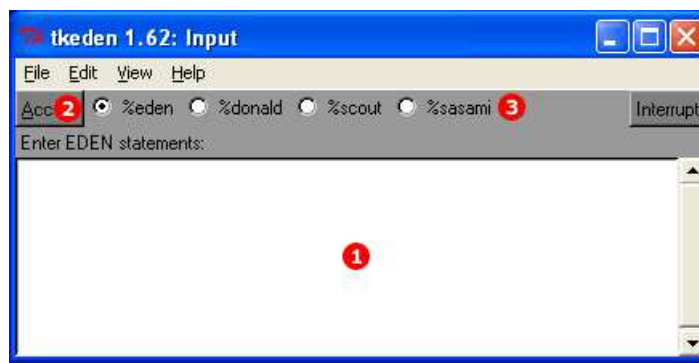 tkeden 1.62: Input
File Edit View Help
Acc 2 %eden %donald %scout %sasami 3 Interrupt
Enter EDEN statements:
1